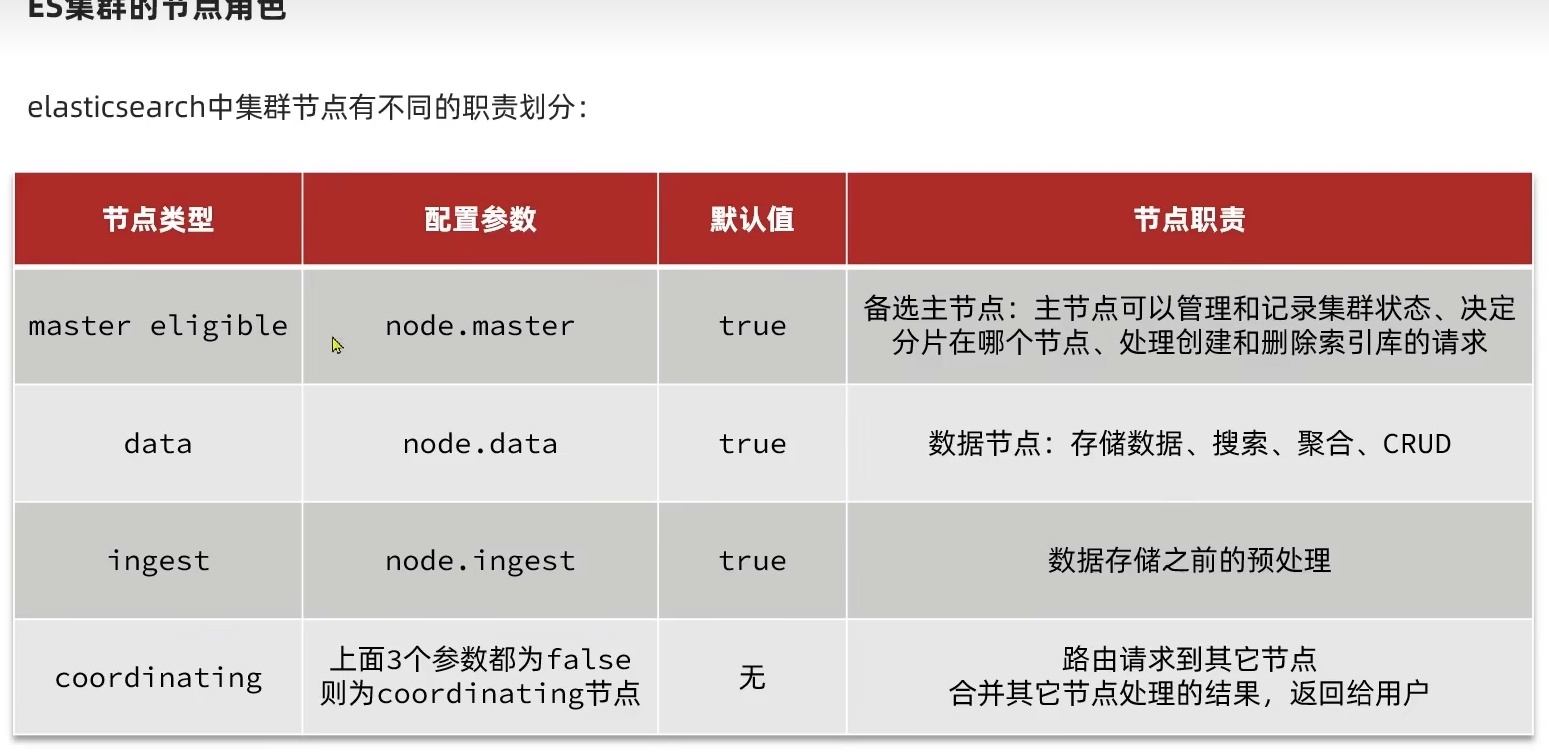 ES集群的节点角色
elasticsearch中集群节点有不同的职责划分：
节点类型 配置参数 默认值 节点职责
master eligible node.master true 备选主节点：主节点可以管理和记录集群状态、决定
分片在哪个节点、处理创建和删除索引库的请求
data node.data true 数据节点：存储数据、搜索、聚合、CRUD
ingest node.ingest true 数据存储之前的预处理
coordinating 上面3个参数都为false
则为coordinating节点 无 路由请求到其它节点
合并其它节点处理的结果，返回给用户